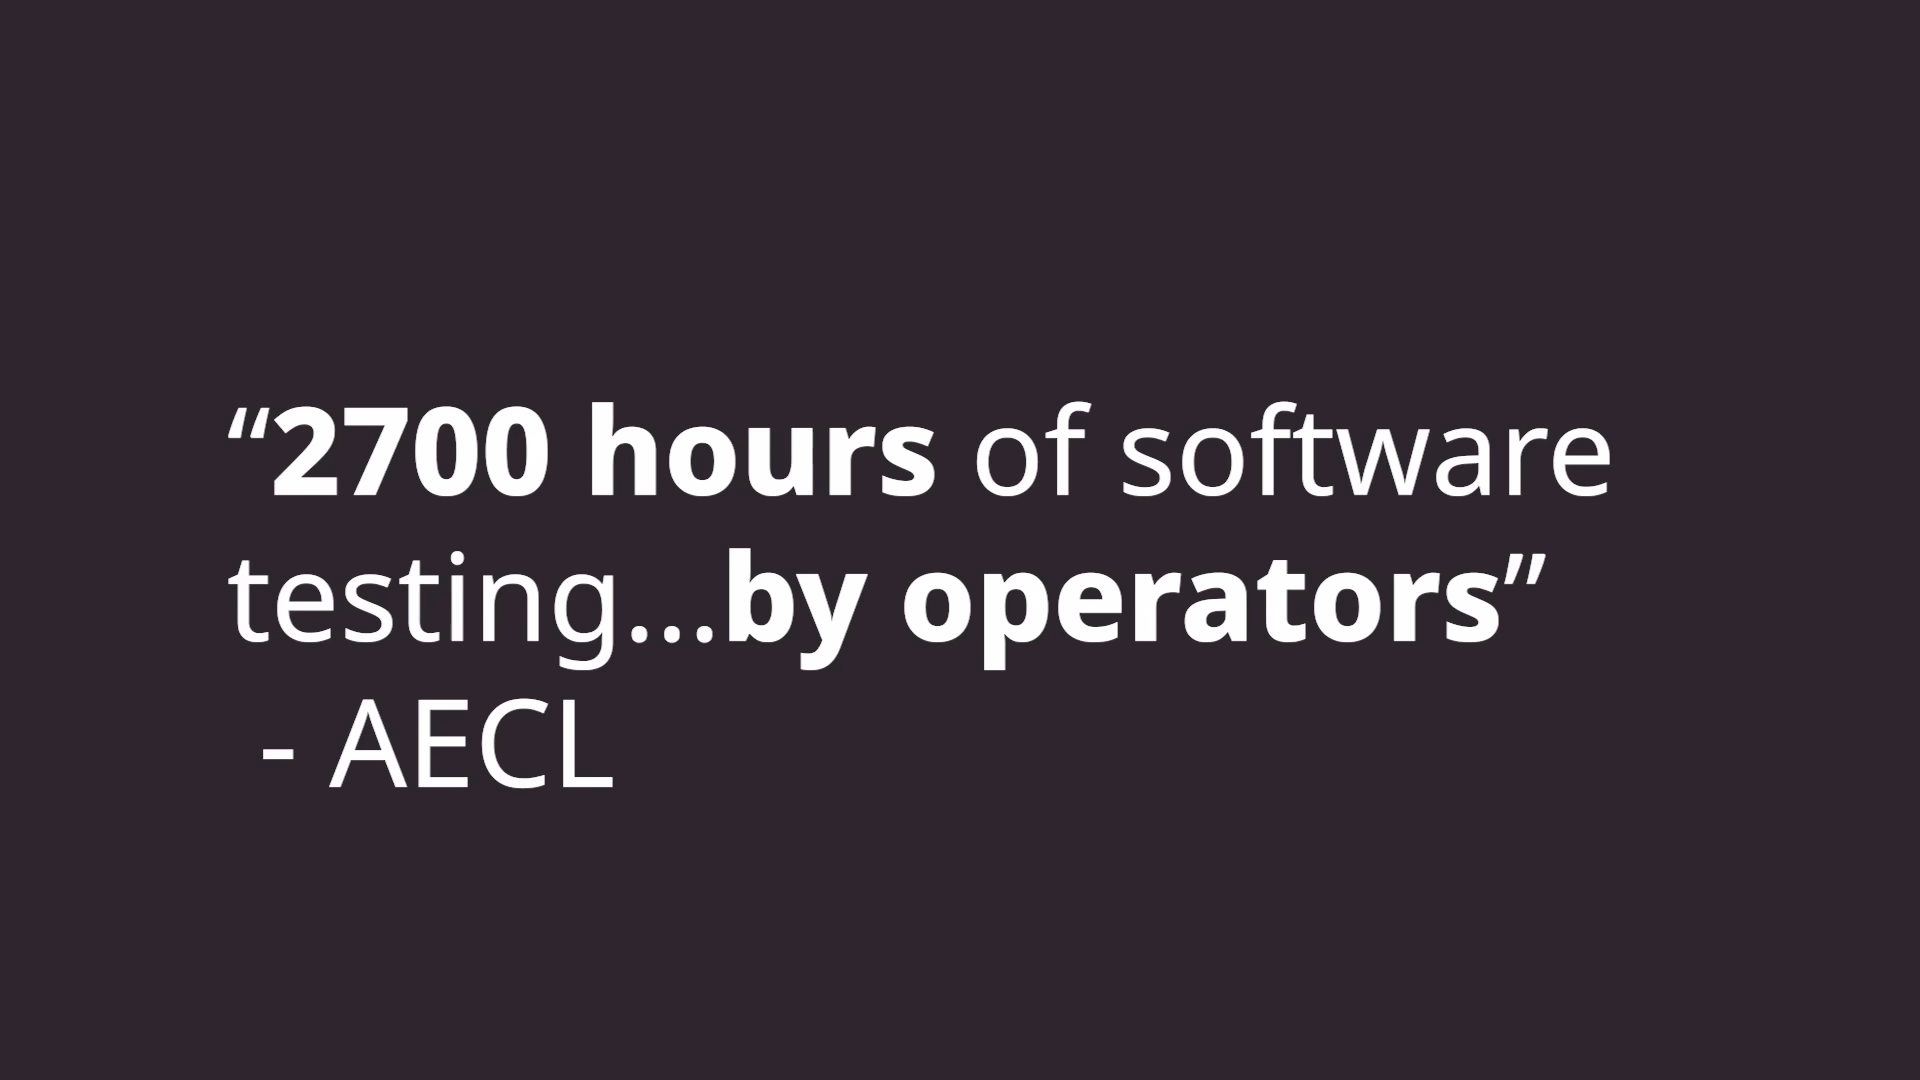 “2700 hours of software
testing…by operators”
- AECL